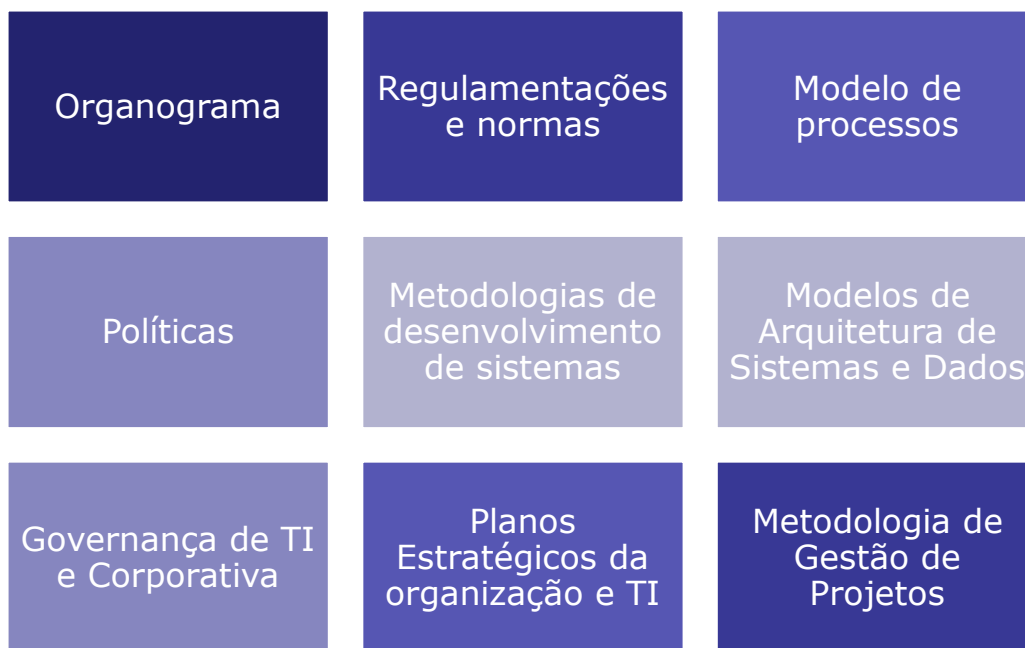 Organograma
Regulamentações
e normas
Modelo de
processos
Políticas
Metodologias de
desenvolvimento
de sistemas
Modelos de
Arquitetura de
Sistemas e Dados
Governança de TI
e Corporativa
Planos
Estratégicos da
organização e TI
Metodologia de
Gestão de
Projetos